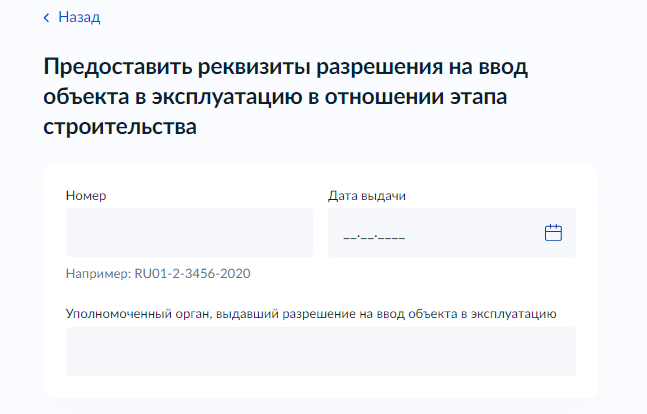 Назад
Предоставить реквизиты разрешения на ввод
объекта в эксплуатацию в отношении этапа
строительства
Номер
Дата выдачи
__.__.____
Например: RU01-2-3456-2020
Уполномоченный орган, выдавший разрешение на ввод объекта в эксплуатацию